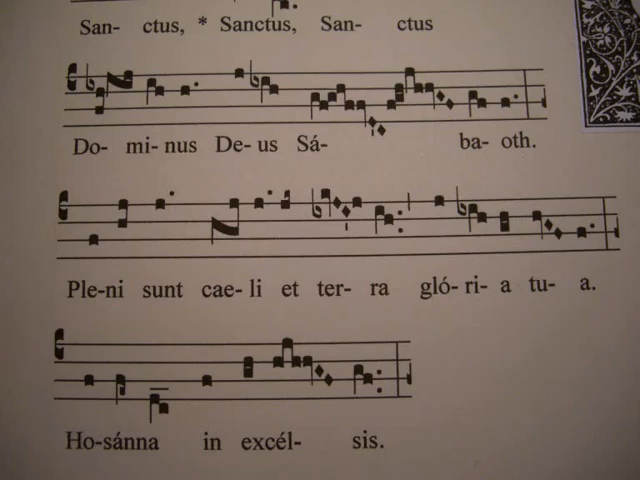 San- ctus, * Sanctus, San- ctus
Do- mi- nus De- us Sá- ba- oth.
Ple-ni sunt cae- li et ter- ra gló- ri- a tu- a.
Ho-sánna in excél- sis.